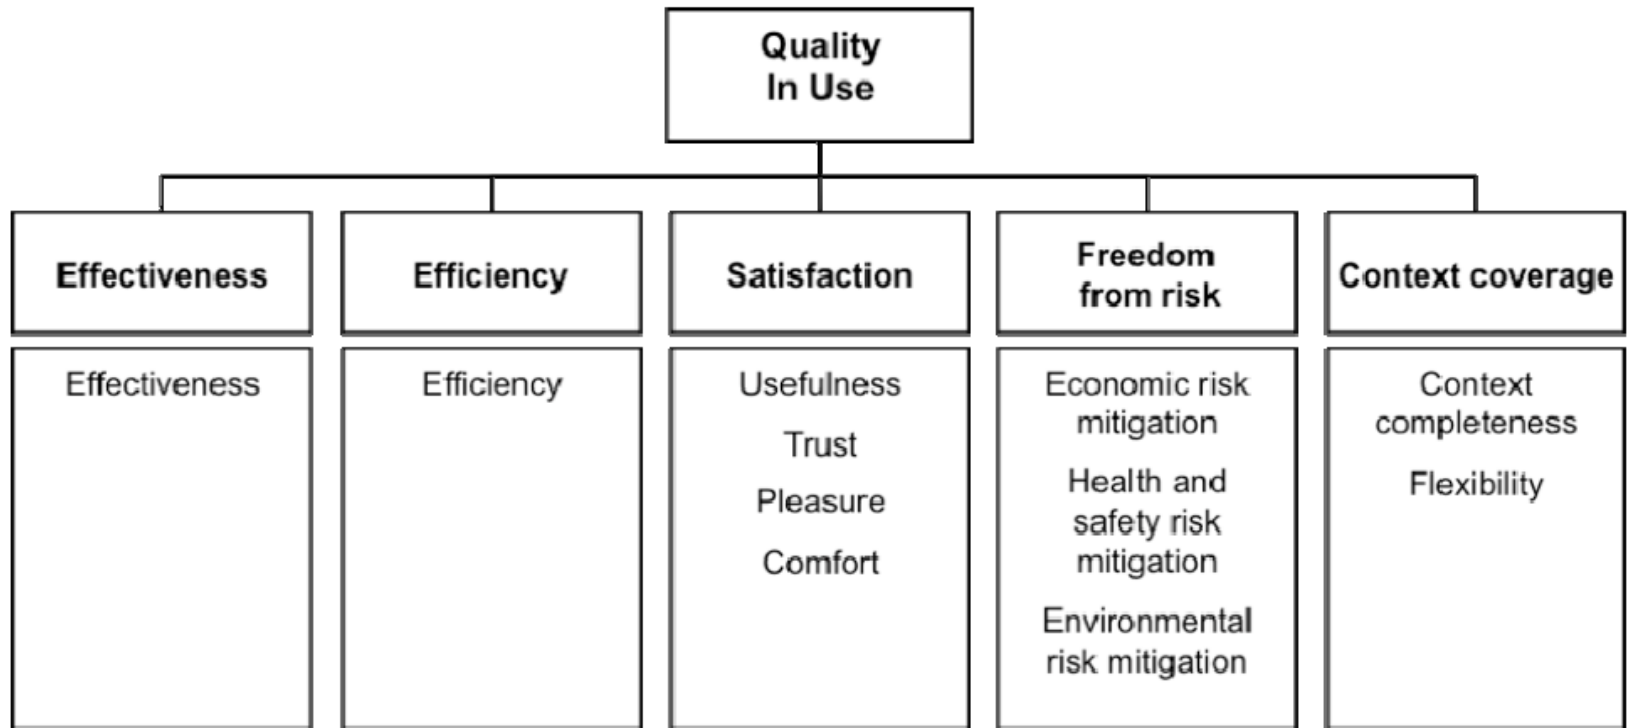 Quality
In Use
Effectiveness
Efficiency
Satisfaction
Freedom
from risk
Context coverage
Effectiveness
Efficiency
Usefulness
Trust
Pleasure
Comfort
Economic risk
mitigation
Health and
safety risk
mitigation
Environmental
risk mitigation
Context
completeness
Flexibility